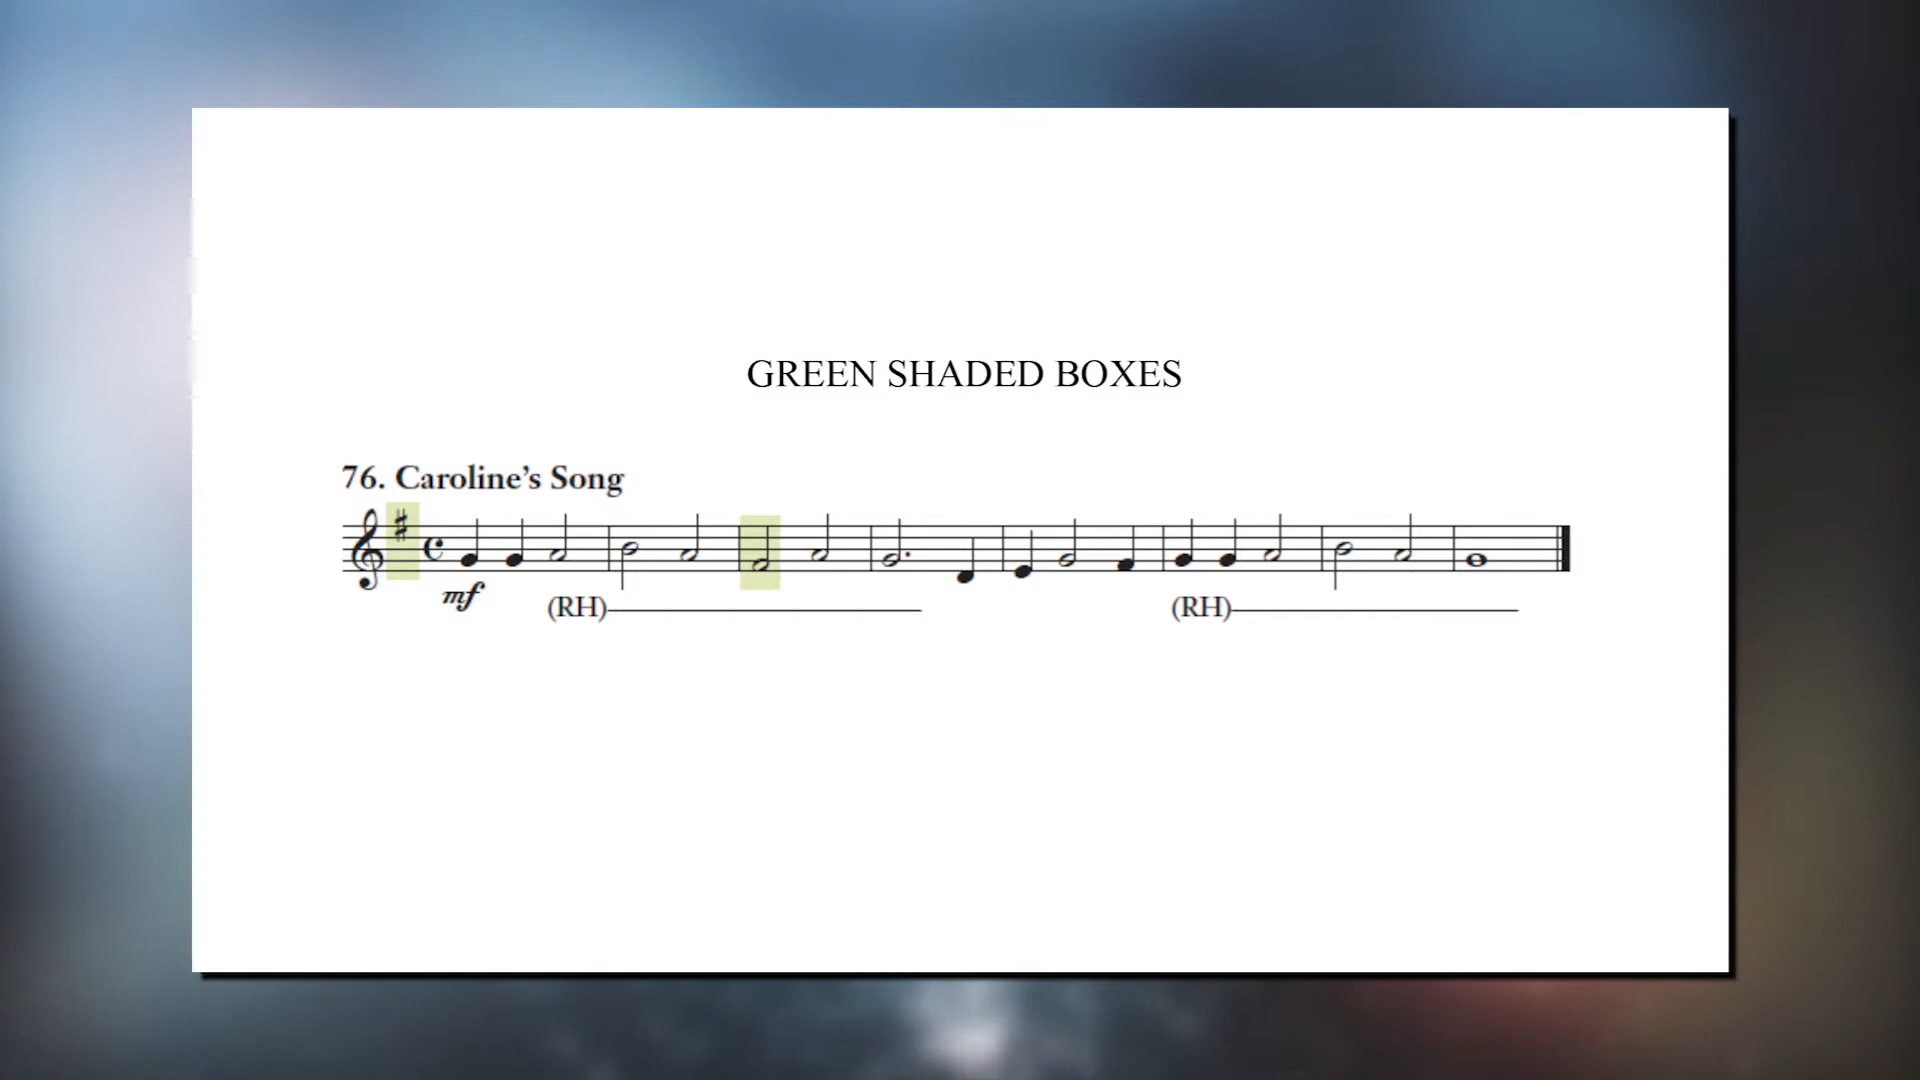 GREEN SHADED BOXES
76. Caroline's Song
mf
(RH) (RH)